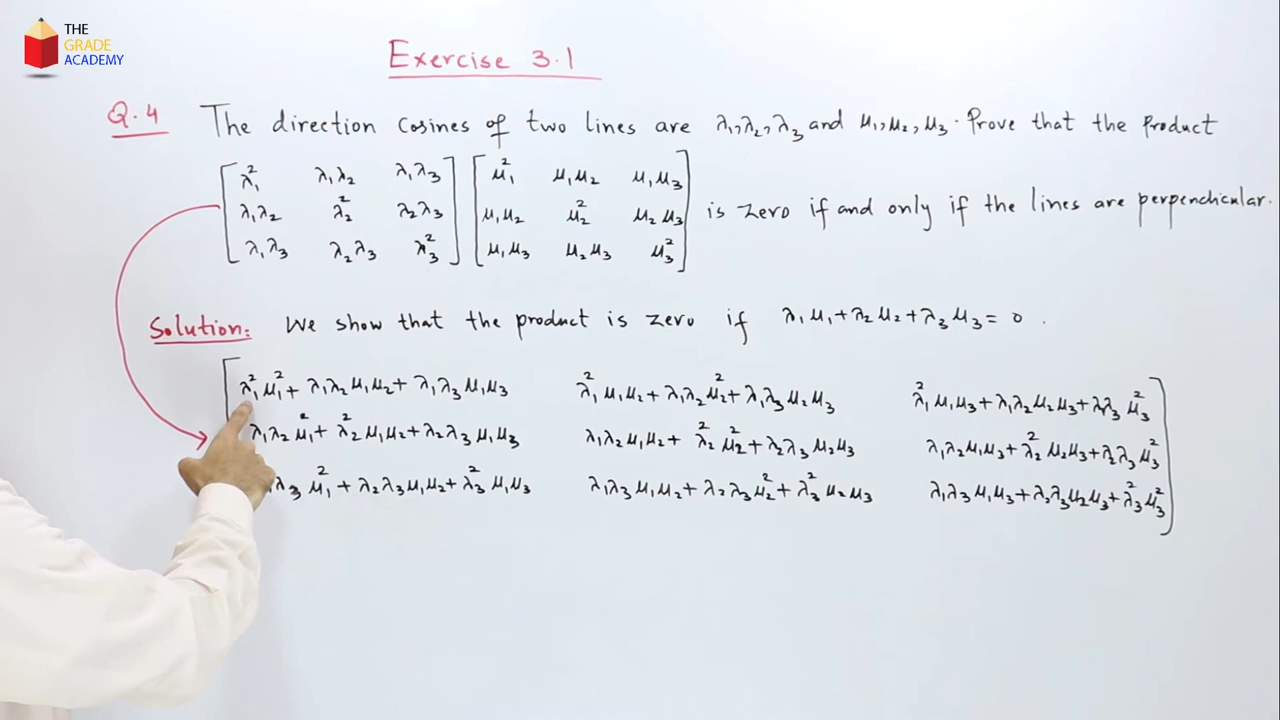 THE
GRADE
ACADEMY
Exercise 3.1
Q.4 The direction cosines of two lines are λ₁, λ₂, λ₃ and μ₁, μ₂, μ₃. Prove that the product
[ λ₁² λ₁λ₂ λ₁λ₃ ] [ μ₁² μ₁μ₂ μ₁μ₃ ]
[ λ₁λ₂ λ₂² λ₂λ₃ ] [ μ₁μ₂ μ₂² μ₂μ₃ ] is zero if and only if the lines are perpendicular.
[ λ₁λ₃ λ₂λ₃ λ₃² ] [ μ₁μ₃ μ₂μ₃ μ₃² ]
Solution: We show that the product is zero if λ₁μ₁+λ₂μ₂+λ₃μ₃=0.
[ λ₁²μ₁²+λ₁λ₂μ₁μ₂+λ₁λ₃μ₁μ₃ λ₁²μ₁μ₂+λ₁λ₂μ₂²+λ₁λ₃μ₂μ₃ λ₁²μ₁μ₃+λ₁λ₂μ₂μ₃+λ₁λ₃μ₃² ]
λ₁λ₂μ₁²+λ₂²μ₁μ₂+λ₂λ₃μ₁μ₃ λ₁λ₂μ₁μ₂+λ₂²μ₂²+λ₂λ₃μ₂μ₃ λ₁λ₂μ₁μ₃+λ₂²μ₂μ₃+λ₂λ₃μ₃² ]
λ₃μ₁²+λ₂λ₃μ₁μ₂+λ₃²μ₁μ₃ λ₁λ₃μ₁μ₂+λ₂λ₃μ₂²+λ₃²μ₂μ₃ λ₁λ₃μ₁μ₃+λ₂λ₃μ₂μ₃+λ₃²μ₃² ]